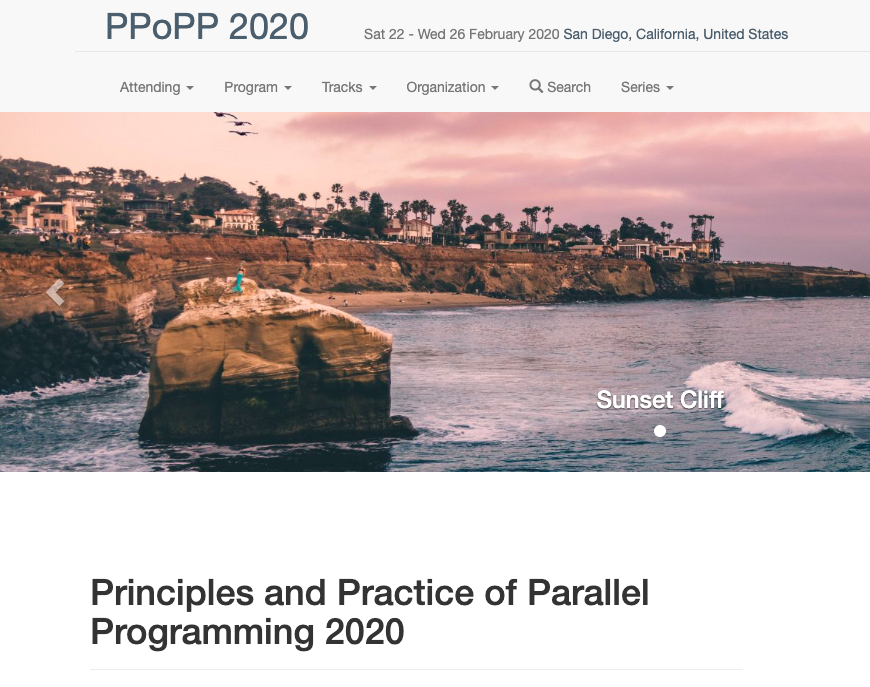 PPoPP 2020
Sat 22 - Wed 26 February 2020 San Diego, California, United States
Attending Program Tracks Organization Search Series
Sunset Cliff
Principles and Practice of Parallel
Programming 2020